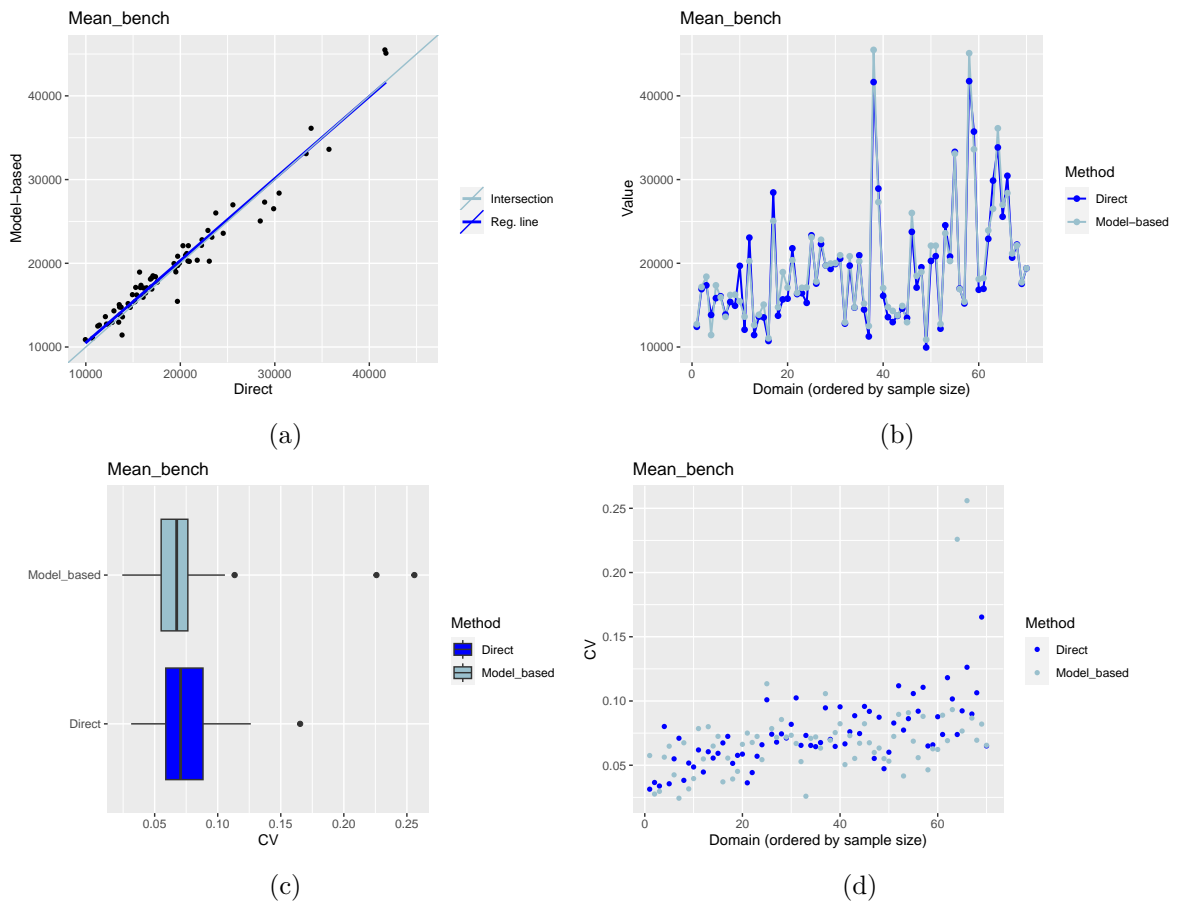 Mean_bench
Model−based
40000
30000
20000
10000
10000 20000 30000 40000
Direct
Intersection
Reg. line
(a)
Mean_bench
Value
40000
30000
20000
10000
0 20 40 60
Domain (ordered by sample size)
Method
Direct
Model−based
(b)
Mean_bench
Model_based
Direct
0.05 0.10 0.15 0.20 0.25
CV
Method
Direct
Model_based
(c)
Mean_bench
CV
0.25
0.20
0.15
0.10
0.05
0 20 40 60
Domain (ordered by sample size)
Method
Direct
Model_based
(d)